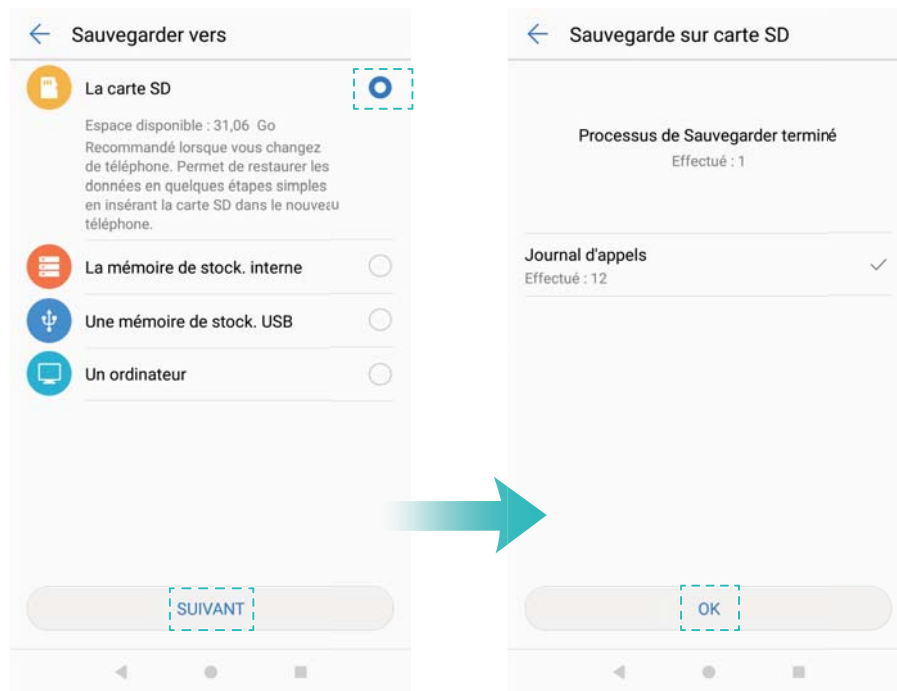 Sauvegarder vers
La carte SD
Espace disponible : 31,06 Go
Recommandé lorsque vous changez
de téléphone. Permet de restaurer les
données en quelques étapes simples
en insérant la carte SD dans le nouveau
téléphone.
La mémoire de stock. interne
Une mémoire de stock. USB
Un ordinateur
SUIVANT
Sauvegarde sur carte SD
Processus de Sauvegarder terminé
Effectué : 1
Journal d'appels
Effectué : 12
OK